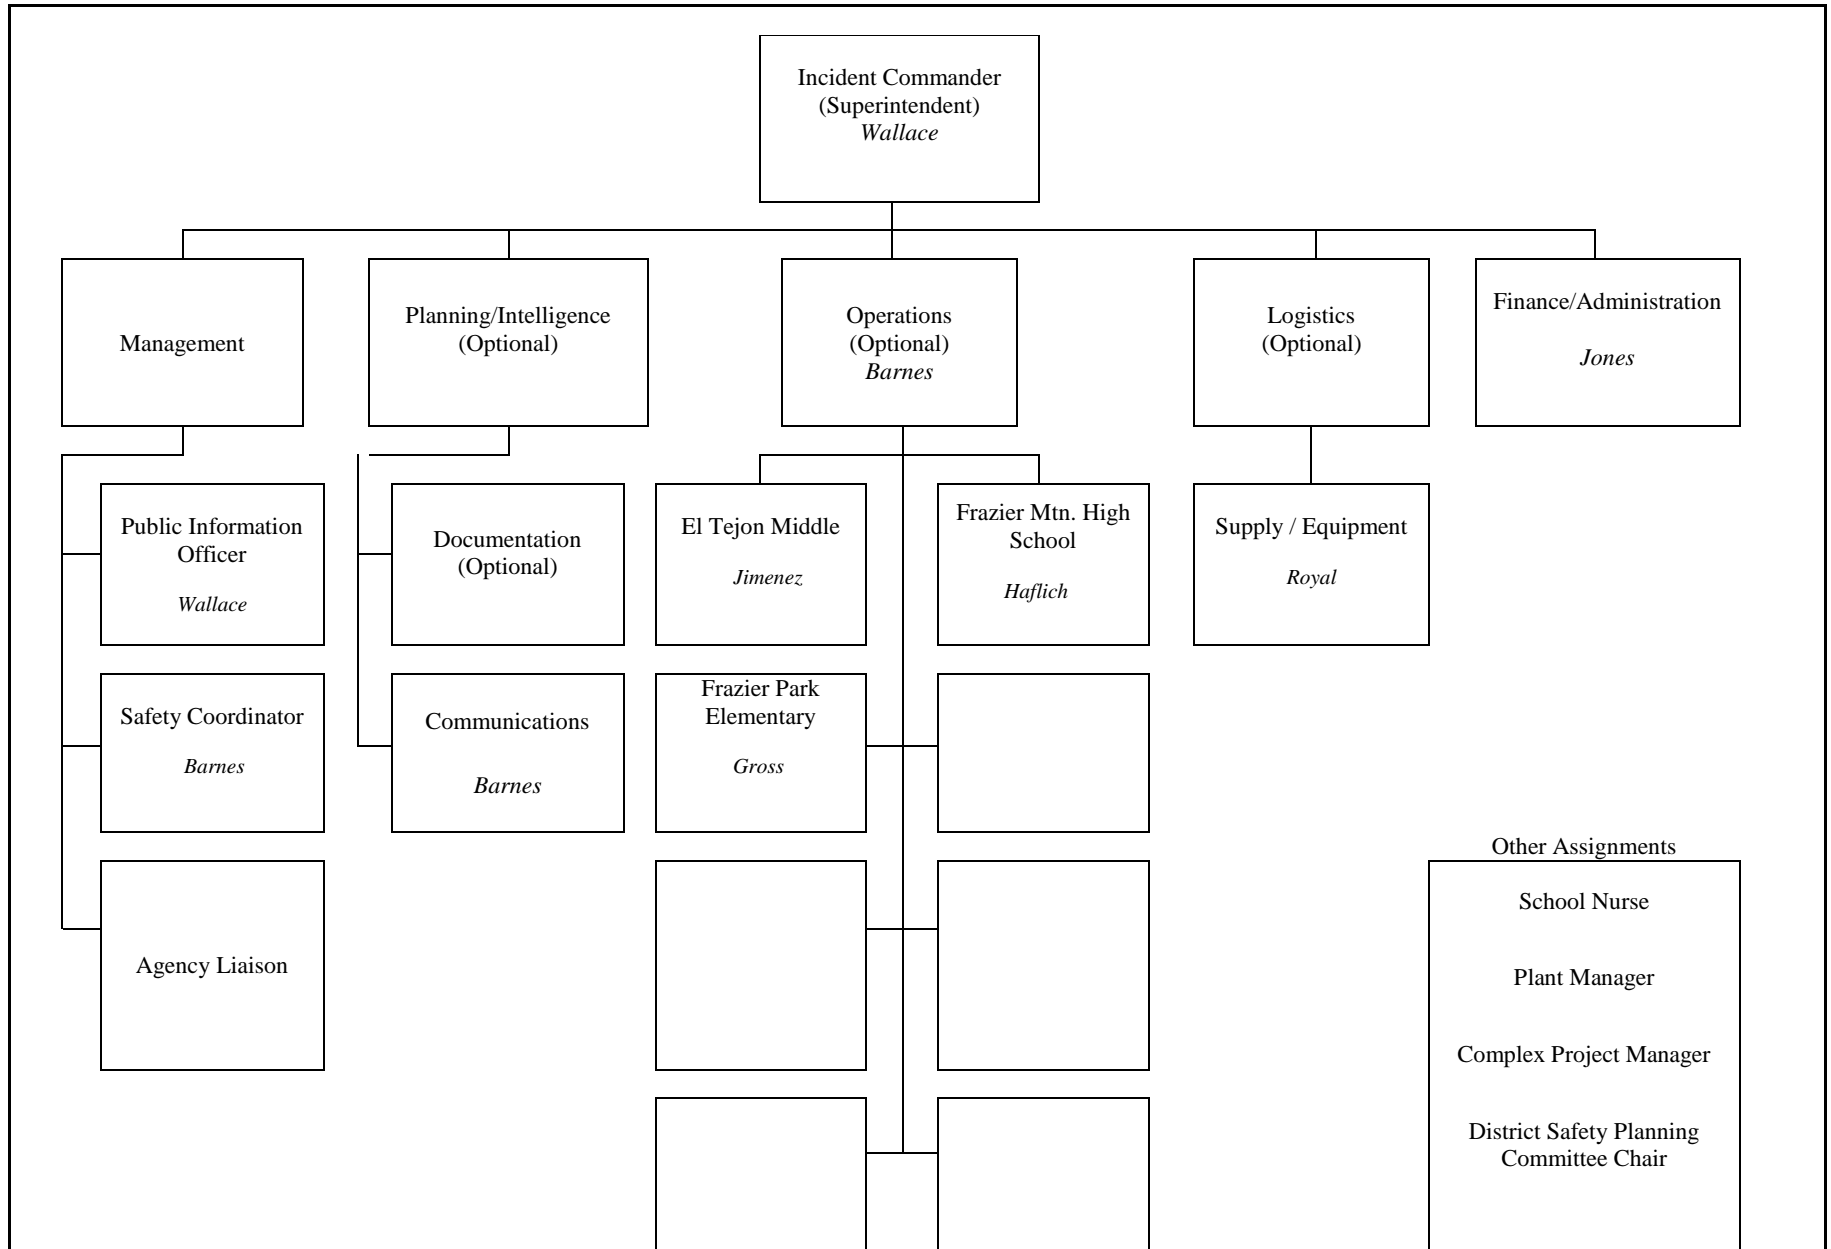 Incident Commander
(Superintendent)
Wallace
Management
Planning/Intelligence
(Optional)
Operations
(Optional)
Barnes
Logistics
(Optional)
Finance/Administration
Jones
Public Information
Officer
Wallace
Documentation
(Optional)
El Tejon Middle
Jimenez
Frazier Mtn. High
School
Haflich
Supply / Equipment
Royal
Safety Coordinator
Barnes
Communications
Barnes
Frazier Park
Elementary
Gross
Agency Liaison
Other Assignments
School Nurse
Plant Manager
Complex Project Manager
District Safety Planning
Committee Chair